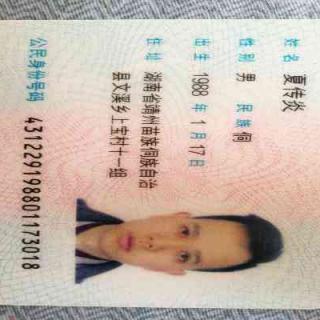 姓名 夏传炎
性别 男 民族 侗
出生 1988 年 1 月 17 日
住址 湖南省靖州苗族侗族自治
县文溪乡上宝村十一组
公民身份号码 431229198801173018